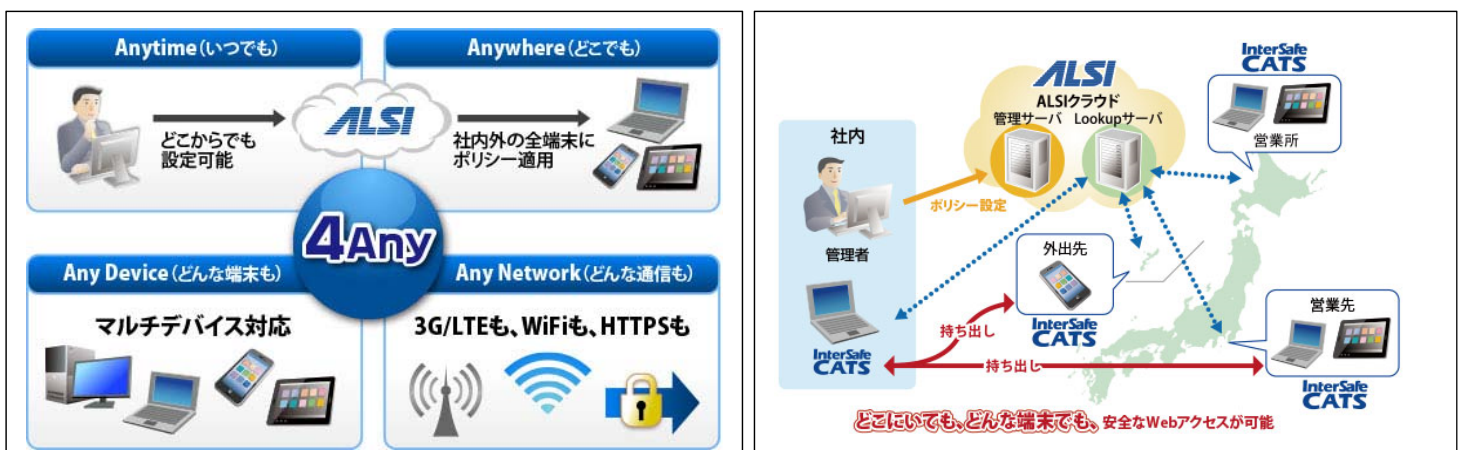 Anytime（いつでも）
Anywhere（どこでも）
ALSI
どこからでも
設定可能
社内外の全端末に
ポリシー適用
4Any
Any Device（どんな端末も）
Any Network（どんな通信も）
マルチデバイス対応
3G/LTEも、WiFiも、HTTPSも
ALSI
ALSIクラウド
管理サーバ Lookupサーバ
InterSafe
CATS
営業所
社内
ポリシー設定
管理者
外出先
InterSafe
CATS
営業先
InterSafe
CATS
持ち出し
InterSafe
CATS
持ち出し
どこにいても、どんな端末でも、安全なWebアクセスが可能